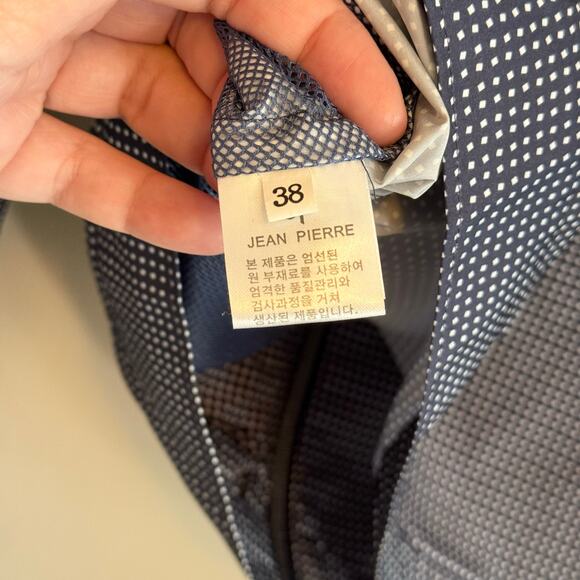 38
JEAN PIERRE
본 제품은 엄선된
원 부재료를 사용하여
엄격한 품질관리와
검사과정을 거쳐
생산된 제품입니다.